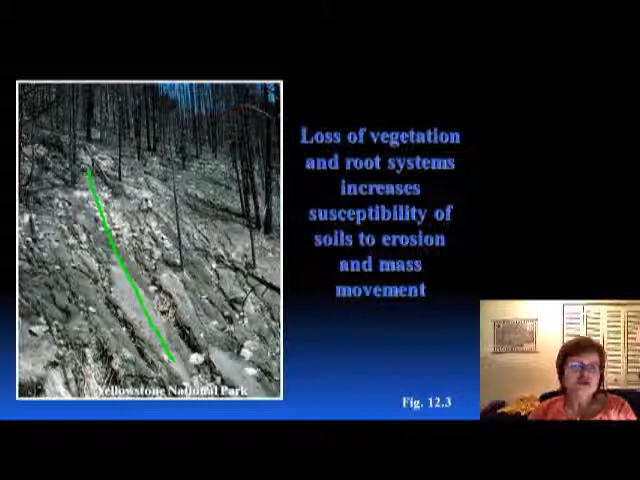 Loss of vegetation
and root systems
increases
susceptibility of
soils to erosion
and mass
movement
Yellowstone National Park
Fig. 12.3